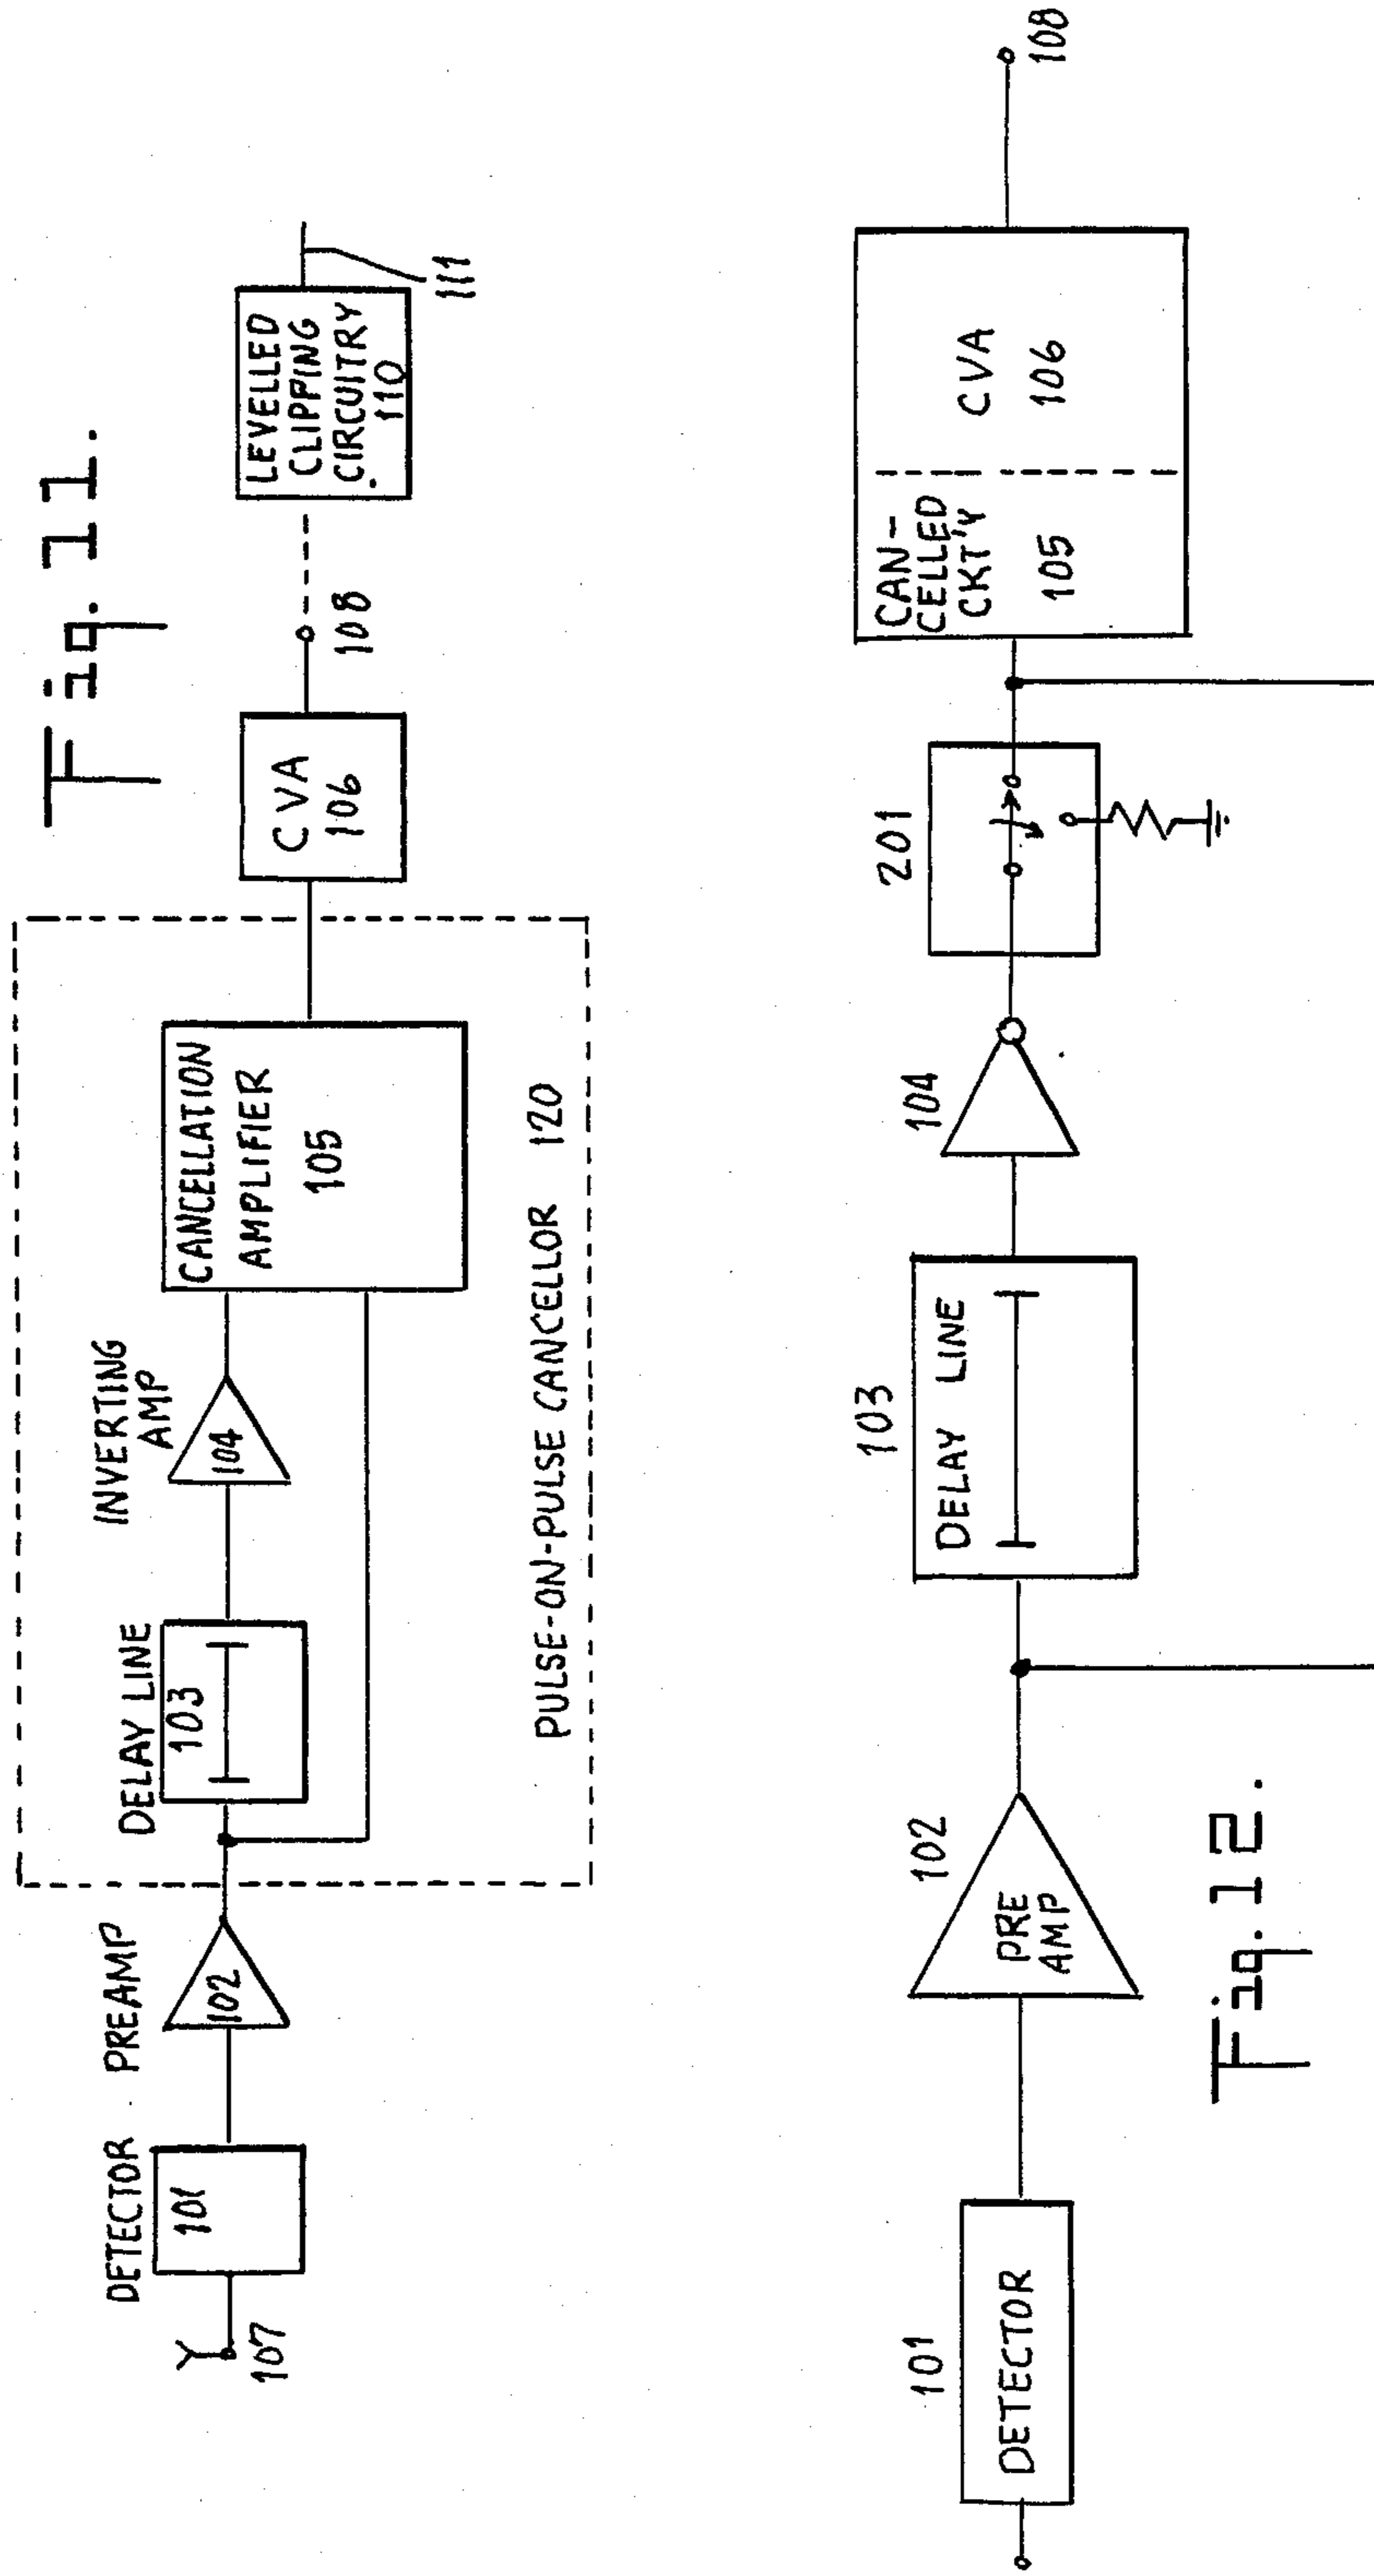 Fig. 11.
DETECTOR
101
107
PREAMP
102
DELAY LINE
103
INVERTING
AMP
104
CANCELLATION
AMPLIFIER
105
PULSE-ON-PULSE CANCELLOR 120
CVA
106
108
LEVELLED
CLIPPING
CIRCUITRY
110
111
Fig. 12.
101
DETECTOR
102
PRE
AMP
103
DELAY LINE
104
201
CAN-
CELLED
CKT'Y
105
CVA
106
108